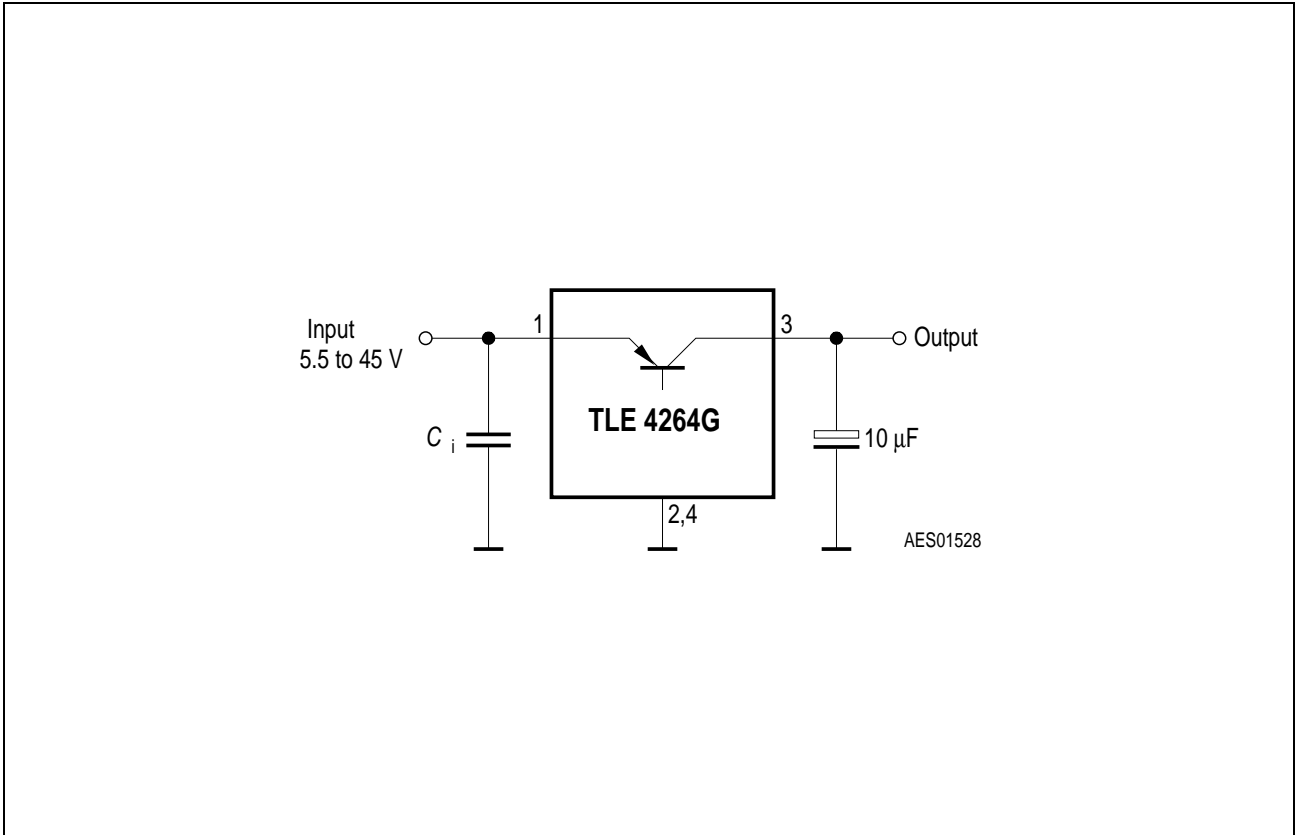 Input
5.5 to 45 V
1
3
Output
TLE 4264G
C i
10 μF
2,4
AES01528